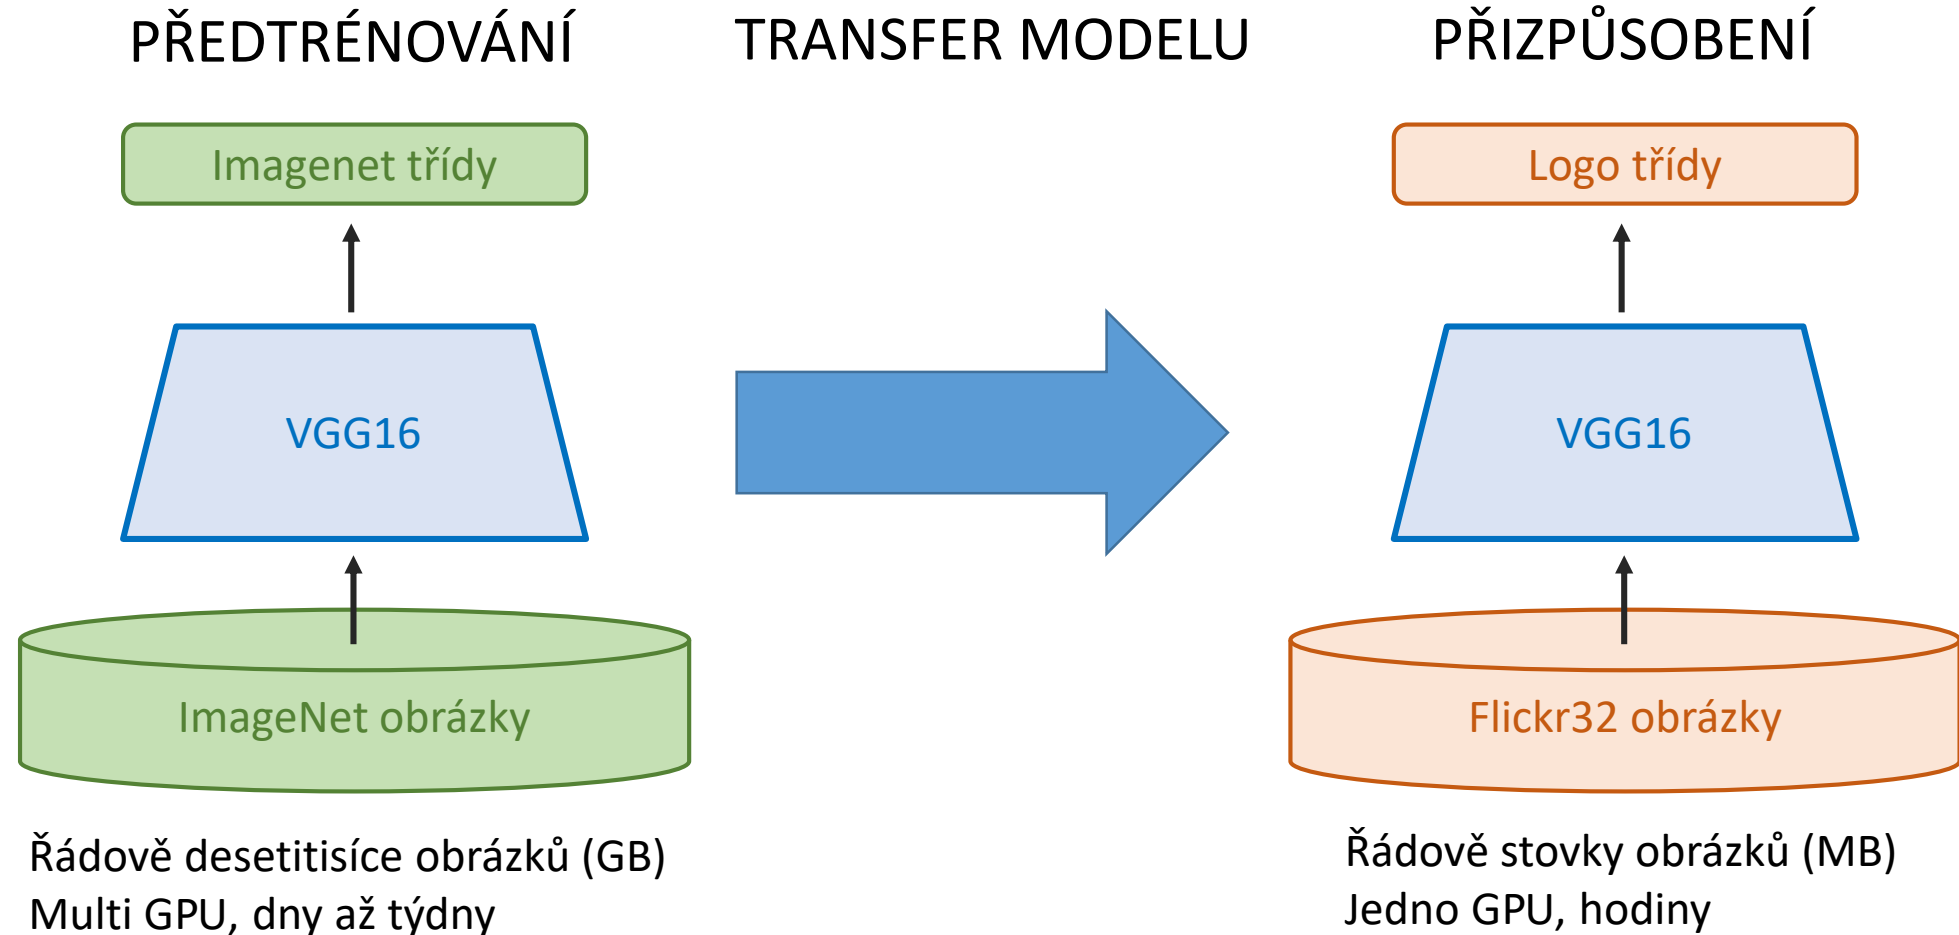 PŘEDTRÉNOVÁNÍ
TRANSFER MODELU
PŘIZPŮSOBENÍ
Imagenet třídy
Logo třídy
VGG16
VGG16
ImageNet obrázky
Flickr32 obrázky
Řádově desetitisíce obrázků (GB)
Multi GPU, dny až týdny
Řádově stovky obrázků (MB)
Jedno GPU, hodiny